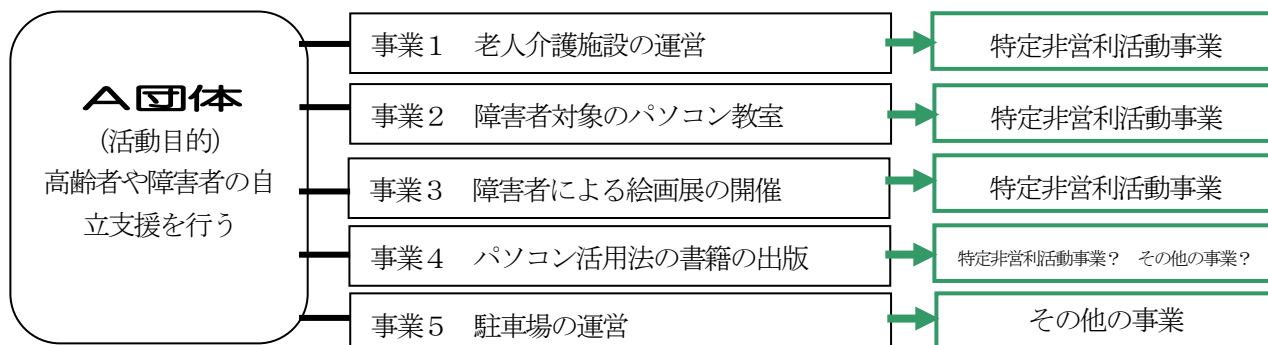 A団体
(活動目的)
高齢者や障害者の自
立支援を行う
事業1 老人介護施設の運営
特定非営利活動事業
事業2 障害者対象のパソコン教室
特定非営利活動事業
事業3 障害者による絵画展の開催
特定非営利活動事業
事業4 パソコン活用法の書籍の出版
特定非営利活動事業? その他の事業?
事業5 駐車場の運営
その他の事業